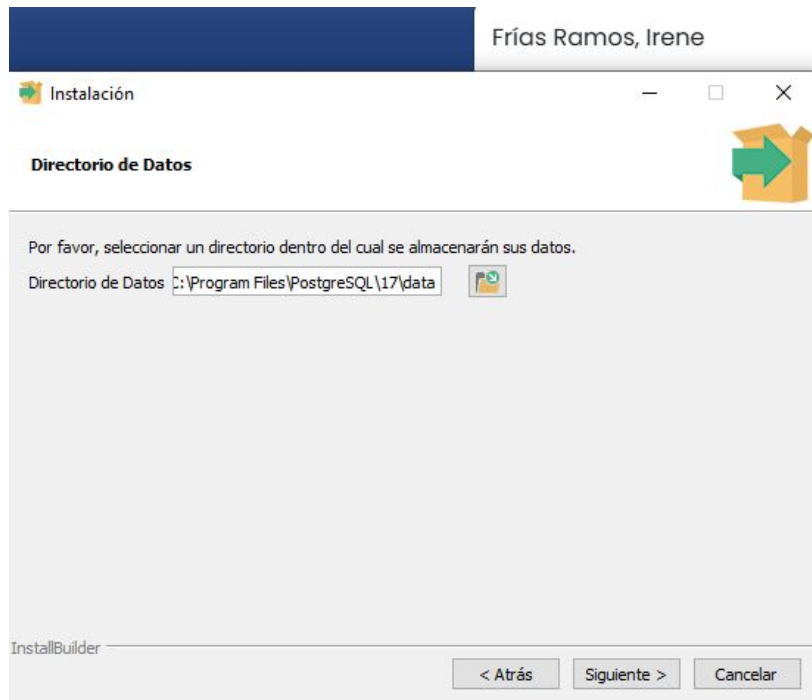 Frías Ramos, Irene
Instalación
Directorio de Datos
Por favor, seleccionar un directorio dentro del cual se almacenarán sus datos.
Directorio de Datos C:\Program Files\PostgreSQL\17\data
InstallBuilder
< Atrás Siguiente > Cancelar